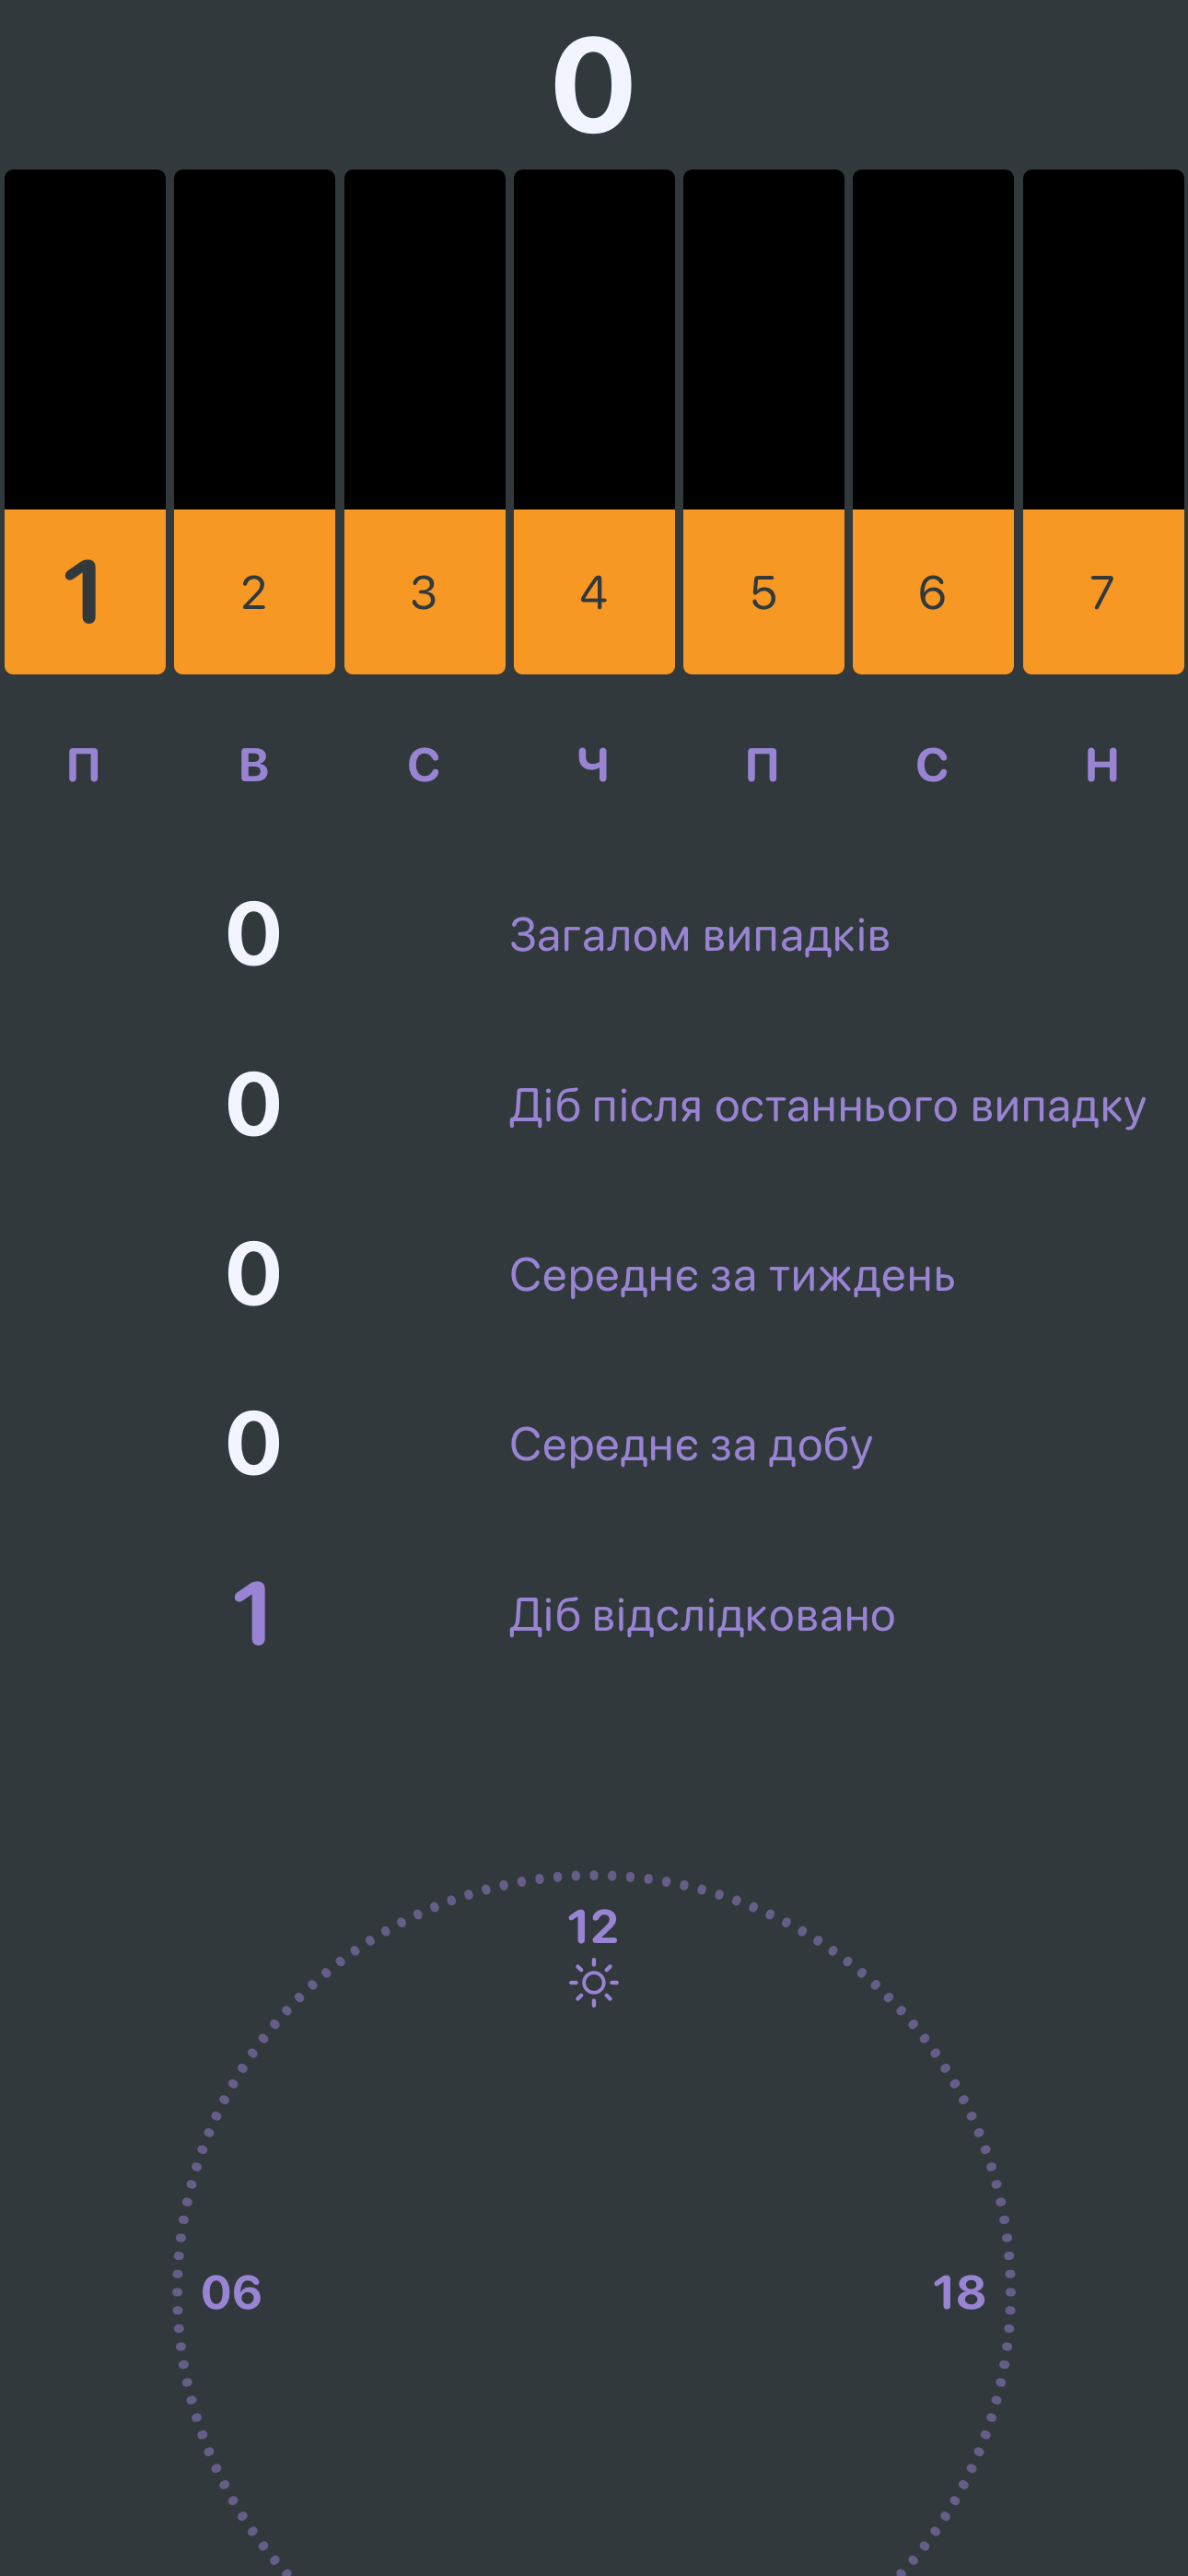 0
1 2 3 4 5 6 7
П В С Ч П С Н
0 Загалом випадків
0 Діб після останнього випадку
0 Середнє за тиждень
0 Середнє за добу
1 Діб відслідковано
12
06 18